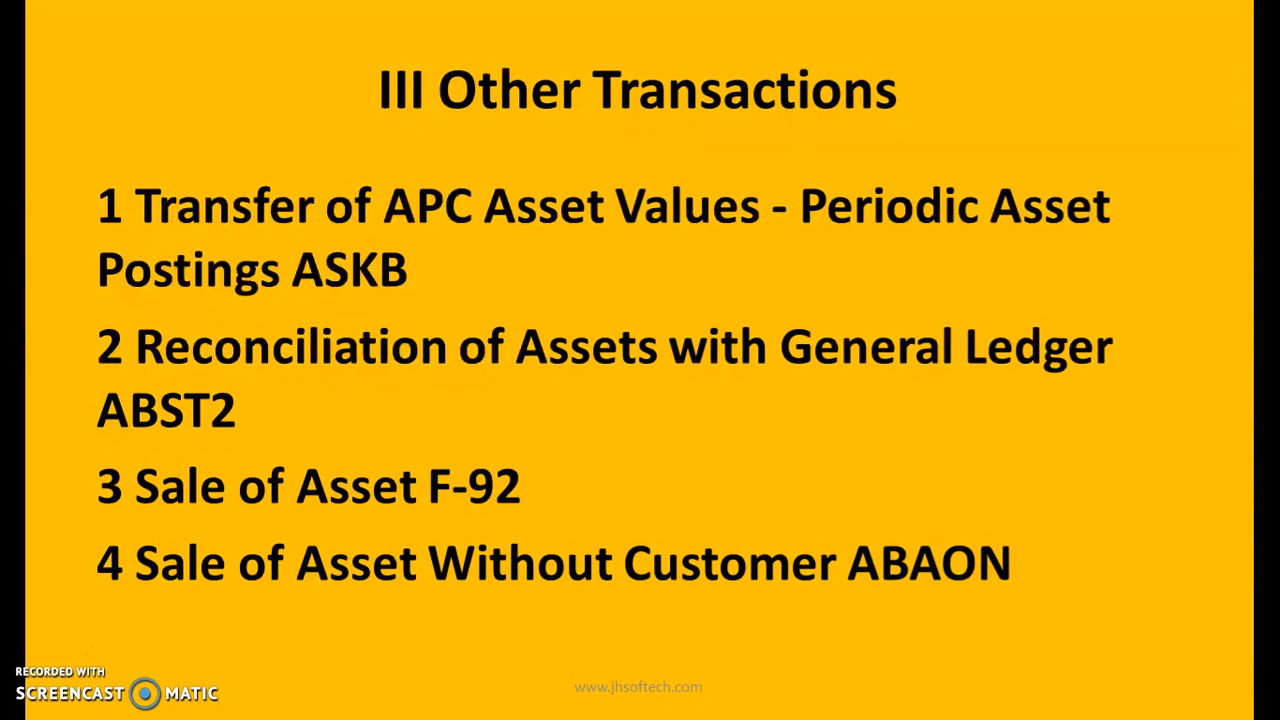 III Other Transactions
1 Transfer of APC Asset Values - Periodic Asset
Postings ASKB
2 Reconciliation of Assets with General Ledger
ABST2
3 Sale of Asset F-92
4 Sale of Asset Without Customer ABAON
RECORDED WITH
SCREENCAST MATIC
www.jhsoftech.com